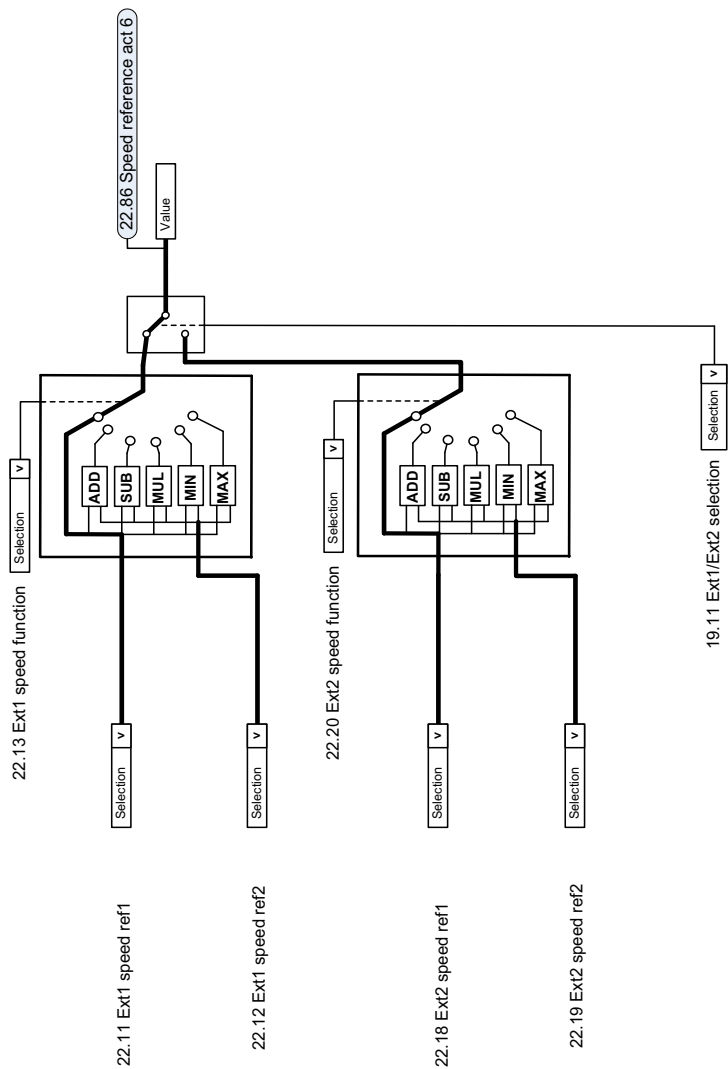 22.86 Speed reference act 6
Value
22.13 Ext1 speed function
Selection v
ADD
SUB
MUL
MIN
MAX
22.11 Ext1 speed ref1
Selection v
22.12 Ext1 speed ref2
Selection v
22.20 Ext2 speed function
Selection v
ADD
SUB
MUL
MIN
MAX
22.18 Ext2 speed ref1
Selection v
22.19 Ext2 speed ref2
Selection v
19.11 Ext1/Ext2 selection
Selection v